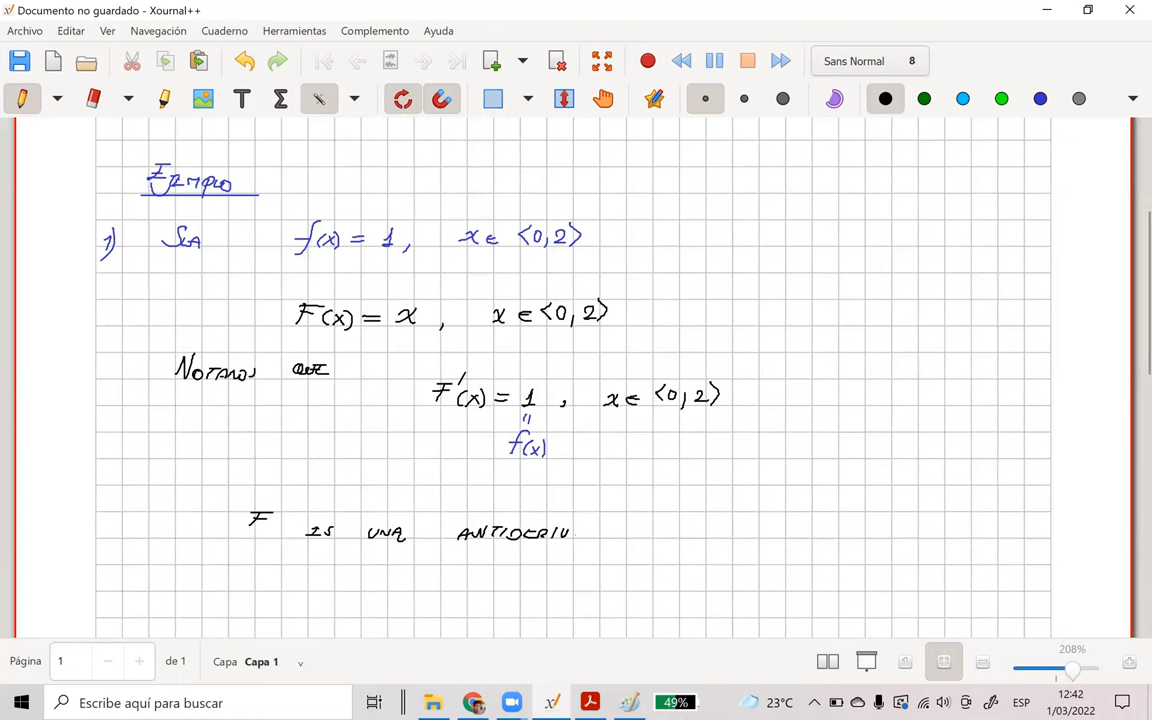 Documento no guardado - Xournal++
Archivo Editar Ver Navegación Cuaderno Herramientas Complemento Ayuda
Sans Normal 8
EJEMPLO
1) SEA f(x) = 1, x ∈ ⟨0,2⟩
F(x) = x, x ∈ ⟨0,2⟩
NOTAMOS QUE
F'(x) = 1, x ∈ ⟨0,2⟩
"
f(x)
F ES UNA ANTIDERIV
Página 1 de 1 Capa Capa 1 208%
Escribe aquí para buscar 49% 23°C ESP 12:42
1/03/2022